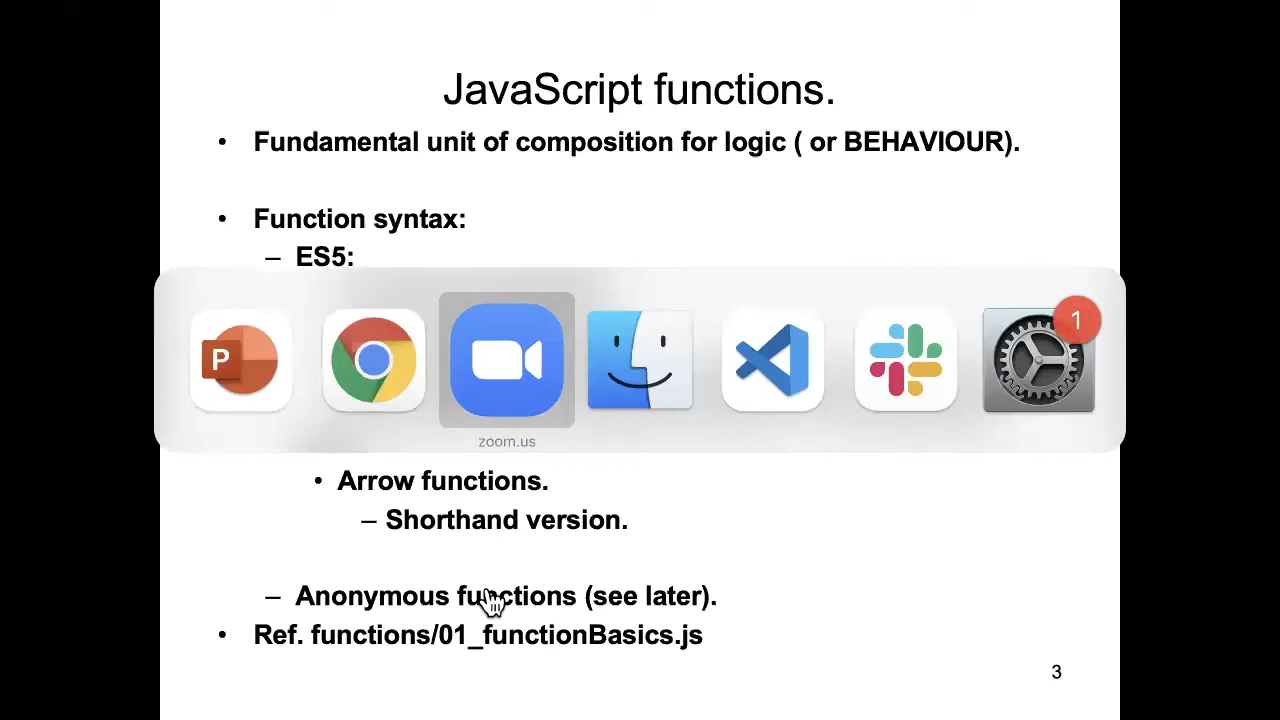 JavaScript functions.
• Fundamental unit of composition for logic ( or BEHAVIOUR).
• Function syntax:
– ES5:
P
1
zoom.us
• Arrow functions.
– Shorthand version.
– Anonymous functions (see later).
• Ref. functions/01_functionBasics.js
3